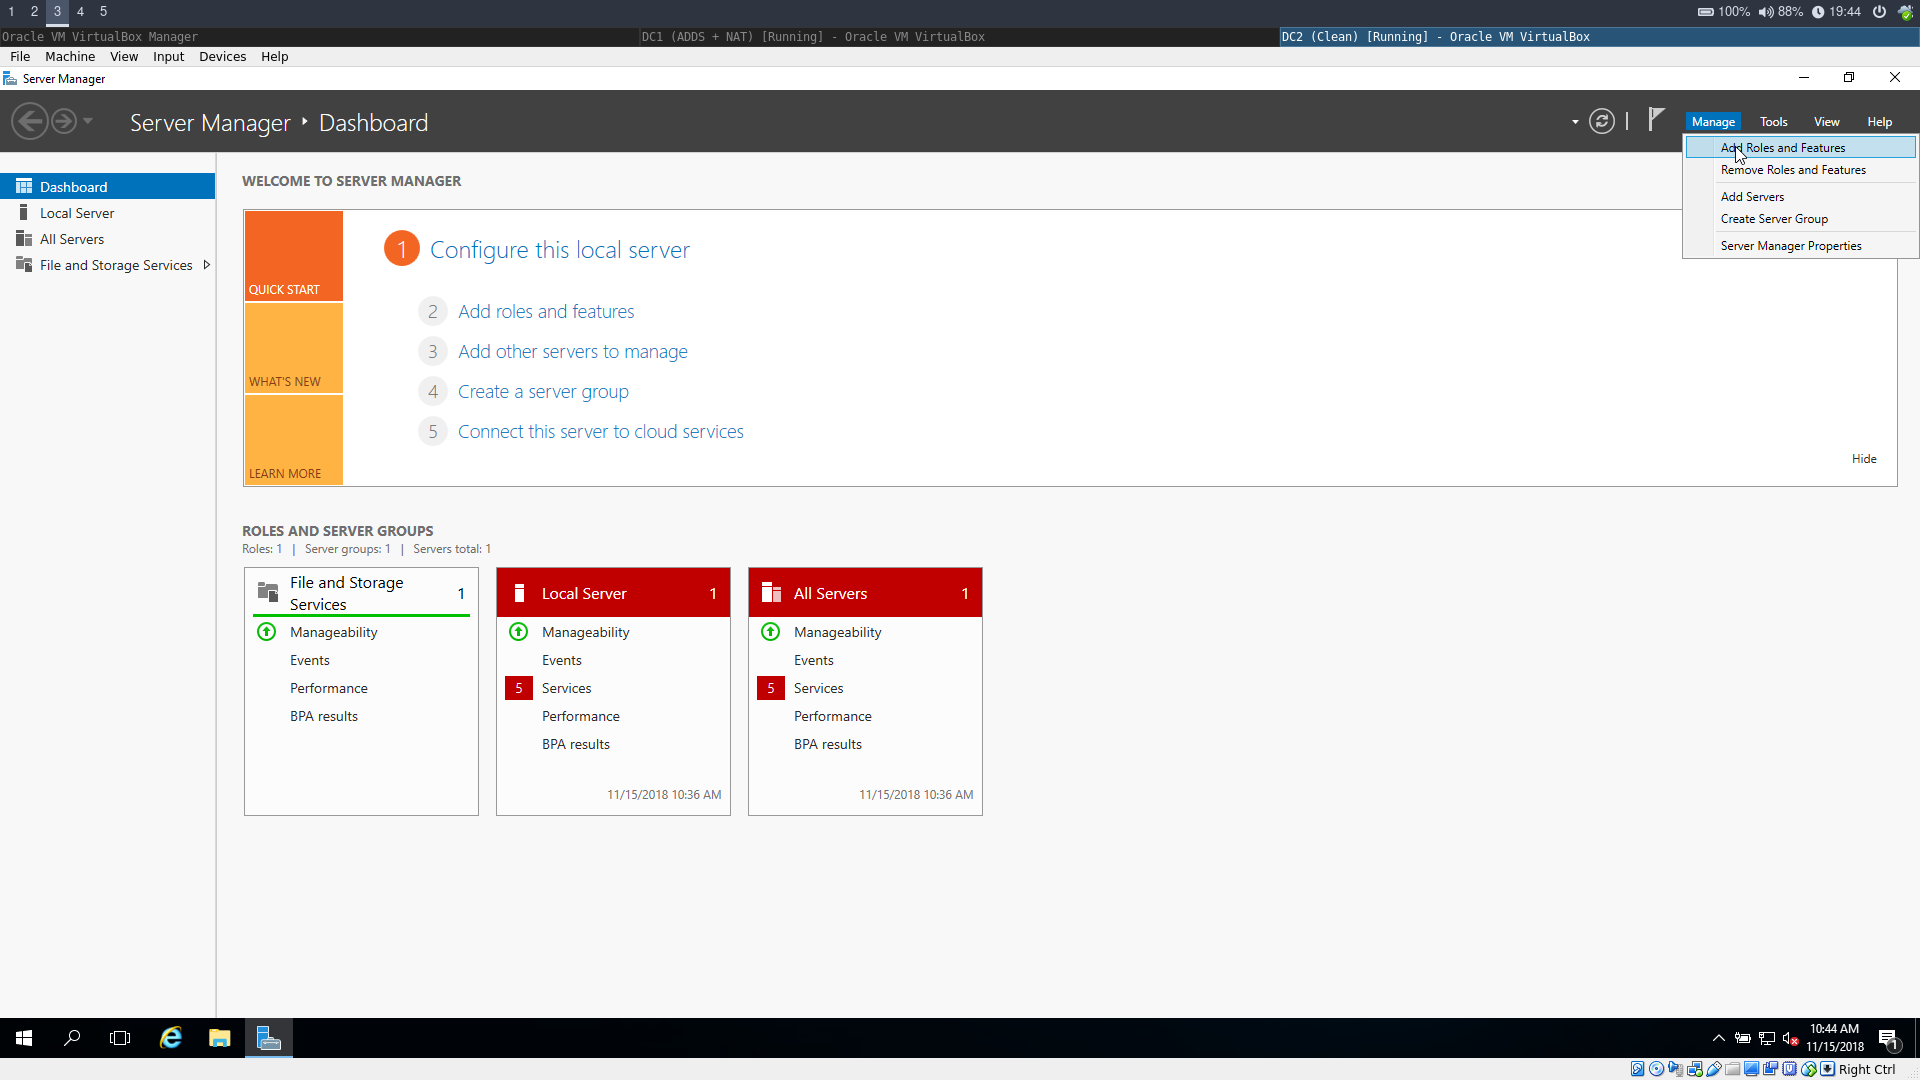 1 2 3 4 5
100% 88% 19:44
Oracle VM VirtualBox Manager
DC1 (ADDS + NAT) [Running] - Oracle VM VirtualBox
DC2 (Clean) [Running] - Oracle VM VirtualBox
File Machine View Input Devices Help
Server Manager
Server Manager Dashboard
Manage Tools View Help
Add Roles and Features
Remove Roles and Features
Add Servers
Create Server Group
Server Manager Properties
Dashboard
Local Server
All Servers
File and Storage Services
WELCOME TO SERVER MANAGER
QUICK START
WHAT'S NEW
LEARN MORE
1 Configure this local server
2 Add roles and features
3 Add other servers to manage
4 Create a server group
5 Connect this server to cloud services
Hide
ROLES AND SERVER GROUPS
Roles: 1 | Server groups: 1 | Servers total: 1
File and Storage
Services
1
Manageability
Events
Performance
BPA results
Local Server 1
Manageability
Events
5 Services
Performance
BPA results
11/15/2018 10:36 AM
All Servers 1
Manageability
Events
5 Services
Performance
BPA results
11/15/2018 10:36 AM
10:44 AM
11/15/2018
1
Right Ctrl